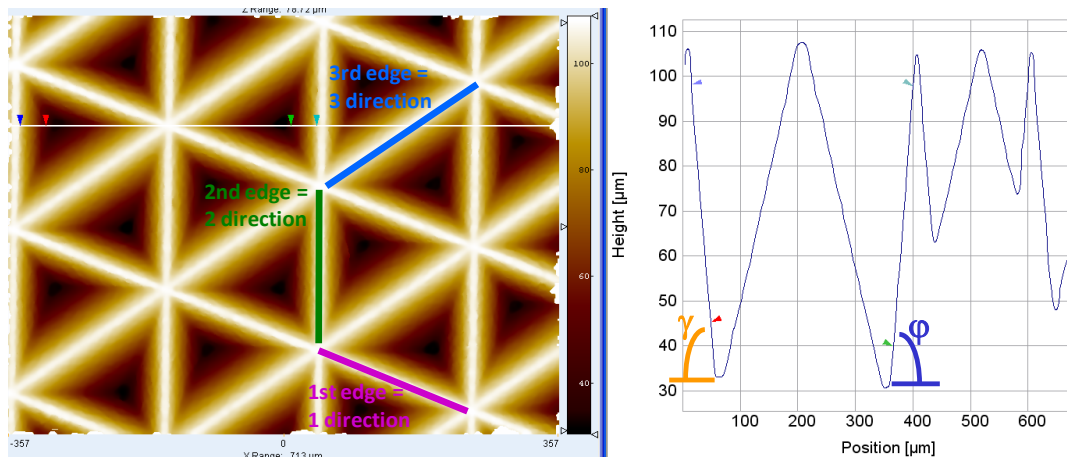 Z Range: 78.72 µm
3rd edge =
3 direction
2nd edge =
2 direction
1st edge =
1 direction
100
80
60
40
-357
0
357
X Range: 713 µm
110
100
90
80
70
60
50
40
30
Height [µm]
γ
φ
100
200
300
400
500
600
Position [µm]